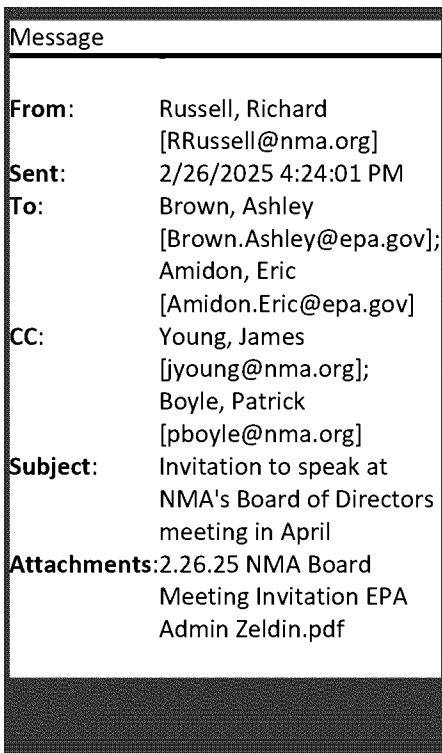 Message
From: Russell, Richard
[RRussell@nma.org]
Sent: 2/26/2025 4:24:01 PM
To: Brown, Ashley
[Brown.Ashley@epa.gov];
Amidon, Eric
[Amidon.Eric@epa.gov]
CC: Young, James
[jyoung@nma.org];
Boyle, Patrick
[pboyle@nma.org]
Subject: Invitation to speak at
NMA's Board of Directors
meeting in April
Attachments:2.26.25 NMA Board
Meeting Invitation EPA
Admin Zeldin.pdf